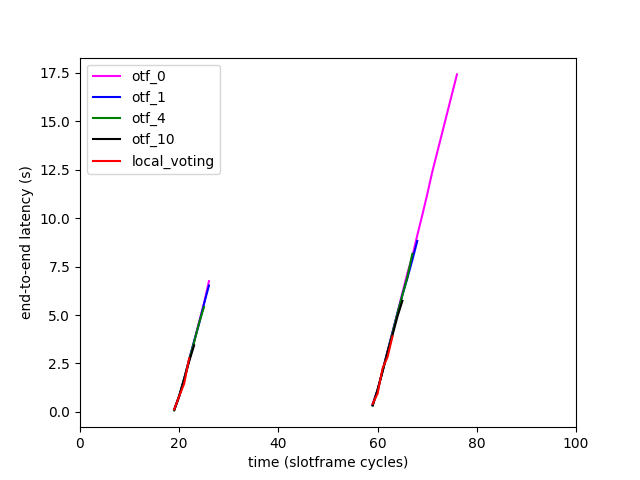 17.5
15.0
12.5
10.0
7.5
5.0
2.5
0.0
end-to-end latency (s)
otf_0
otf_1
otf_4
otf_10
local_voting
0 20 40 60 80 100
time (slotframe cycles)